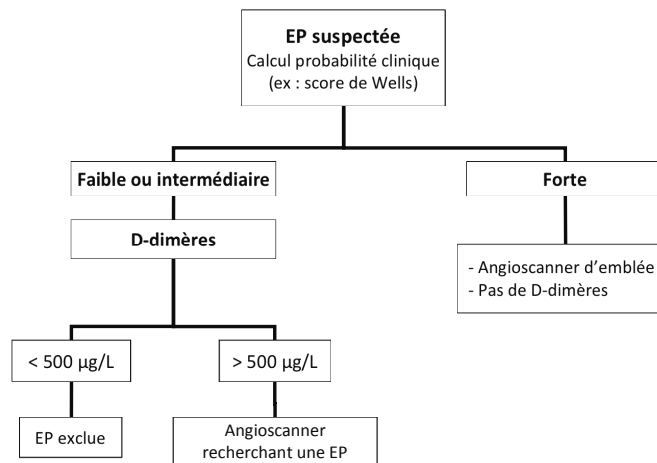 EP suspectée
Calcul probabilité clinique
(ex : score de Wells)
Faible ou intermédiaire
Forte
D-dimères
- Angioscanner d’emblée
- Pas de D-dimères
< 500 µg/L
> 500 µg/L
EP exclue
Angioscanner
recherchant une EP